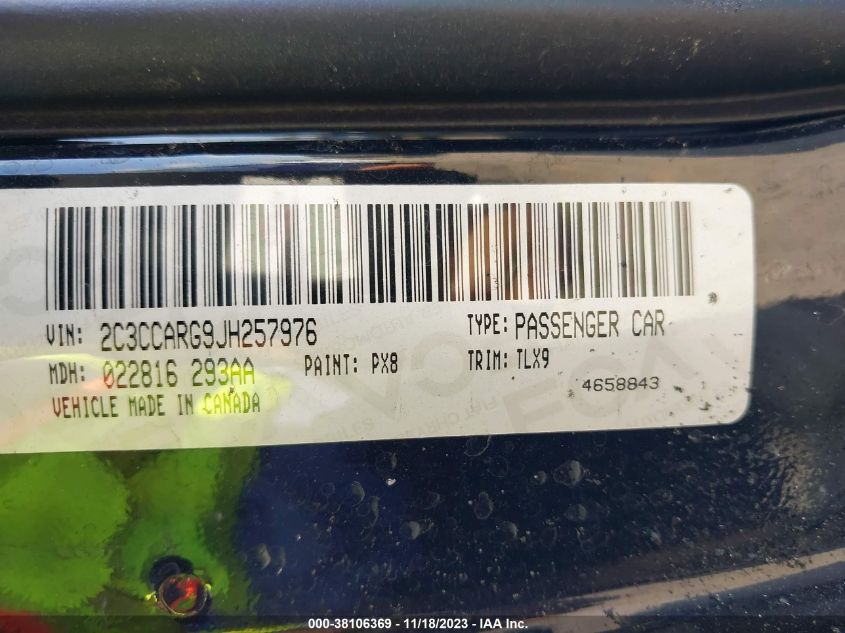 VIN: 2C3CCARG9JH257976 TYPE: PASSENGER CAR
MDH: 022816 293AA PAINT: PX8 TRIM: TLX9
VEHICLE MADE IN CANADA 4658843
000-38106369 - 11/18/2023 - IAA Inc.